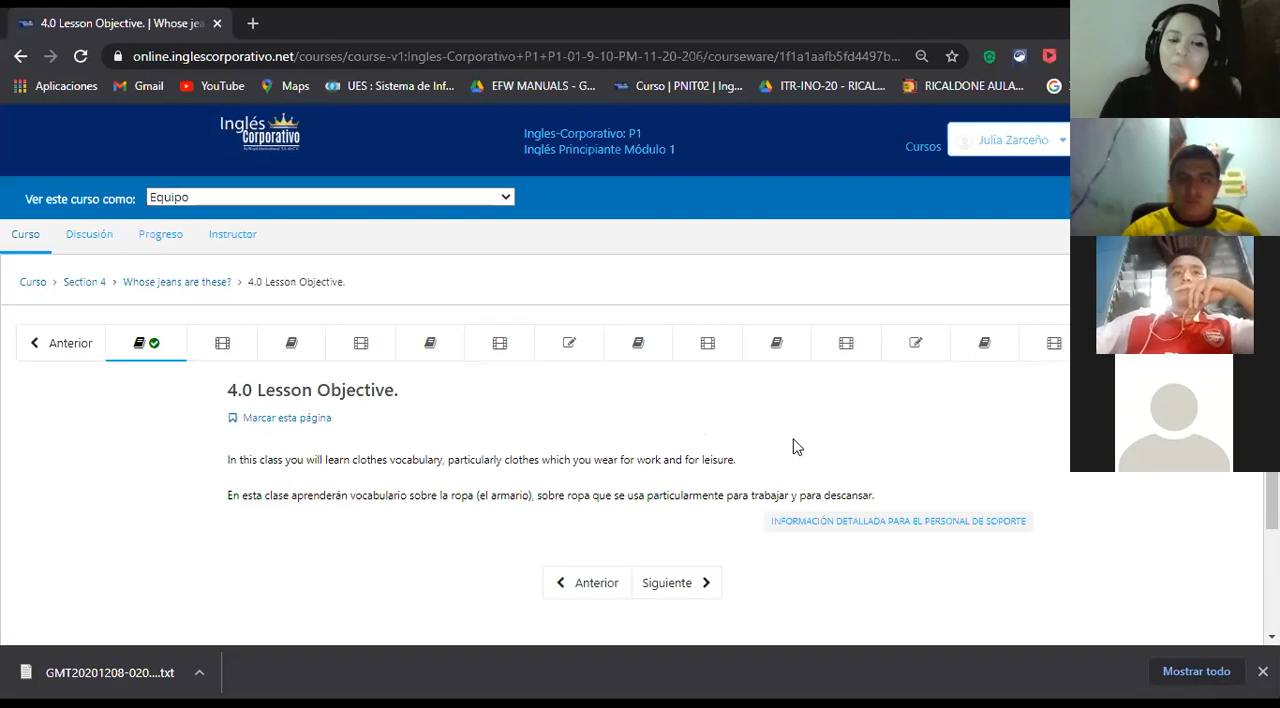 4.0 Lesson Objective. | Whose jea
online.inglescorporativo.net/courses/course-v1:Ingles-Corporativo+P1+P1-01-9-10-PM-11-20-206/courseware/1f1a1aafb5fd4497b...
Aplicaciones Gmail YouTube Maps UES : Sistema de Inf... EFW MANUALS - G... Curso | PNIT02 | Ing... ITR-INO-20 - RICAL... RICALDONE AULA...
Inglés
Corporativo
Ingles-Corporativo: P1
Inglés Principiante Módulo 1
Cursos
Julia Zarceño
Ver este curso como: Equipo
Curso Discusión Progreso Instructor
Curso > Section 4 > Whose jeans are these? > 4.0 Lesson Objective.
Anterior
4.0 Lesson Objective.
Marcar esta página
In this class you will learn clothes vocabulary, particularly clothes which you wear for work and for leisure.
En esta clase aprenderán vocabulario sobre la ropa (el armario), sobre ropa que se usa particularmente para trabajar y para descansar.
INFORMACIÓN DETALLADA PARA EL PERSONAL DE SOPORTE
Anterior Siguiente
GMT20201208-020....txt
Mostrar todo